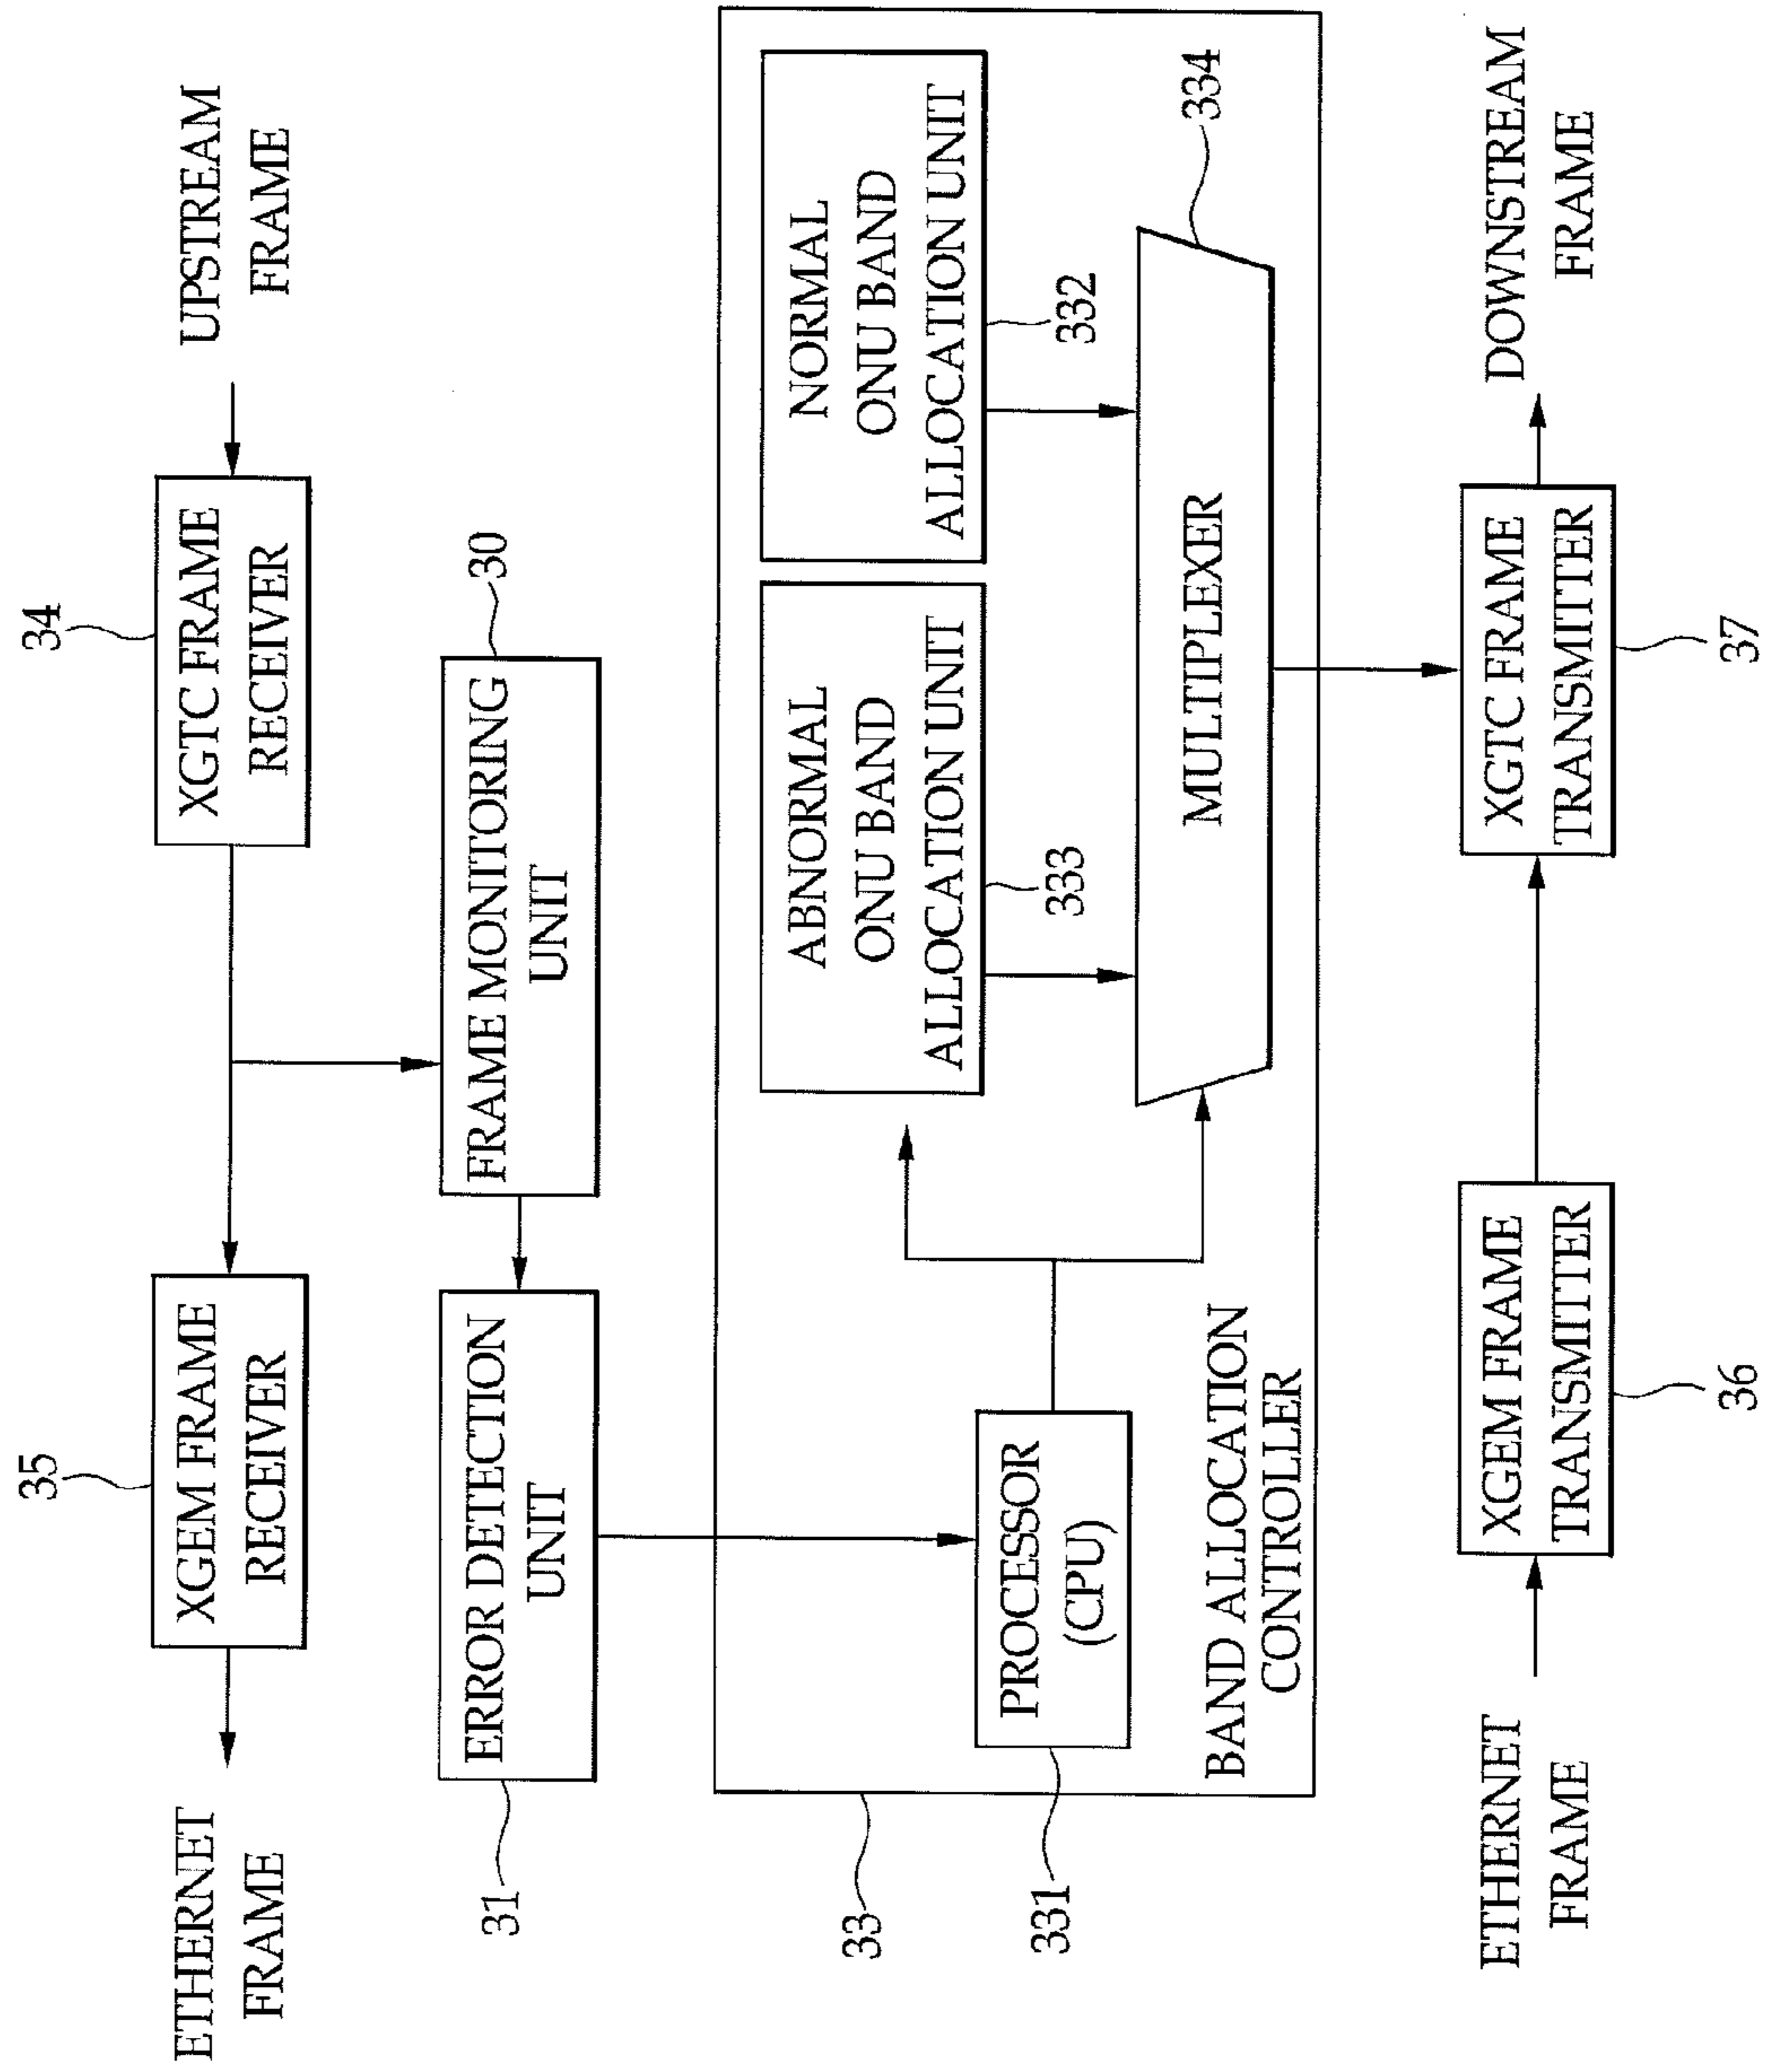 ETHERNET
FRAME
35
XGEM FRAME
RECEIVER
34
XGTC FRAME
RECEIVER
UPSTREAM
FRAME
31
ERROR DETECTION
UNIT
FRAME MONITORING
UNIT
30
33
331
PROCESSOR
(CPU)
BAND ALLOCATION
CONTROLLER
ABNORMAL
ONU BAND
ALLOCATION UNIT
333
NORMAL
ONU BAND
ALLOCATION UNIT
332
MULTIPLEXER
334
ETHERNET
FRAME
XGEM FRAME
TRANSMITTER
36
XGTC FRAME
TRANSMITTER
37
DOWNSTREAM
FRAME